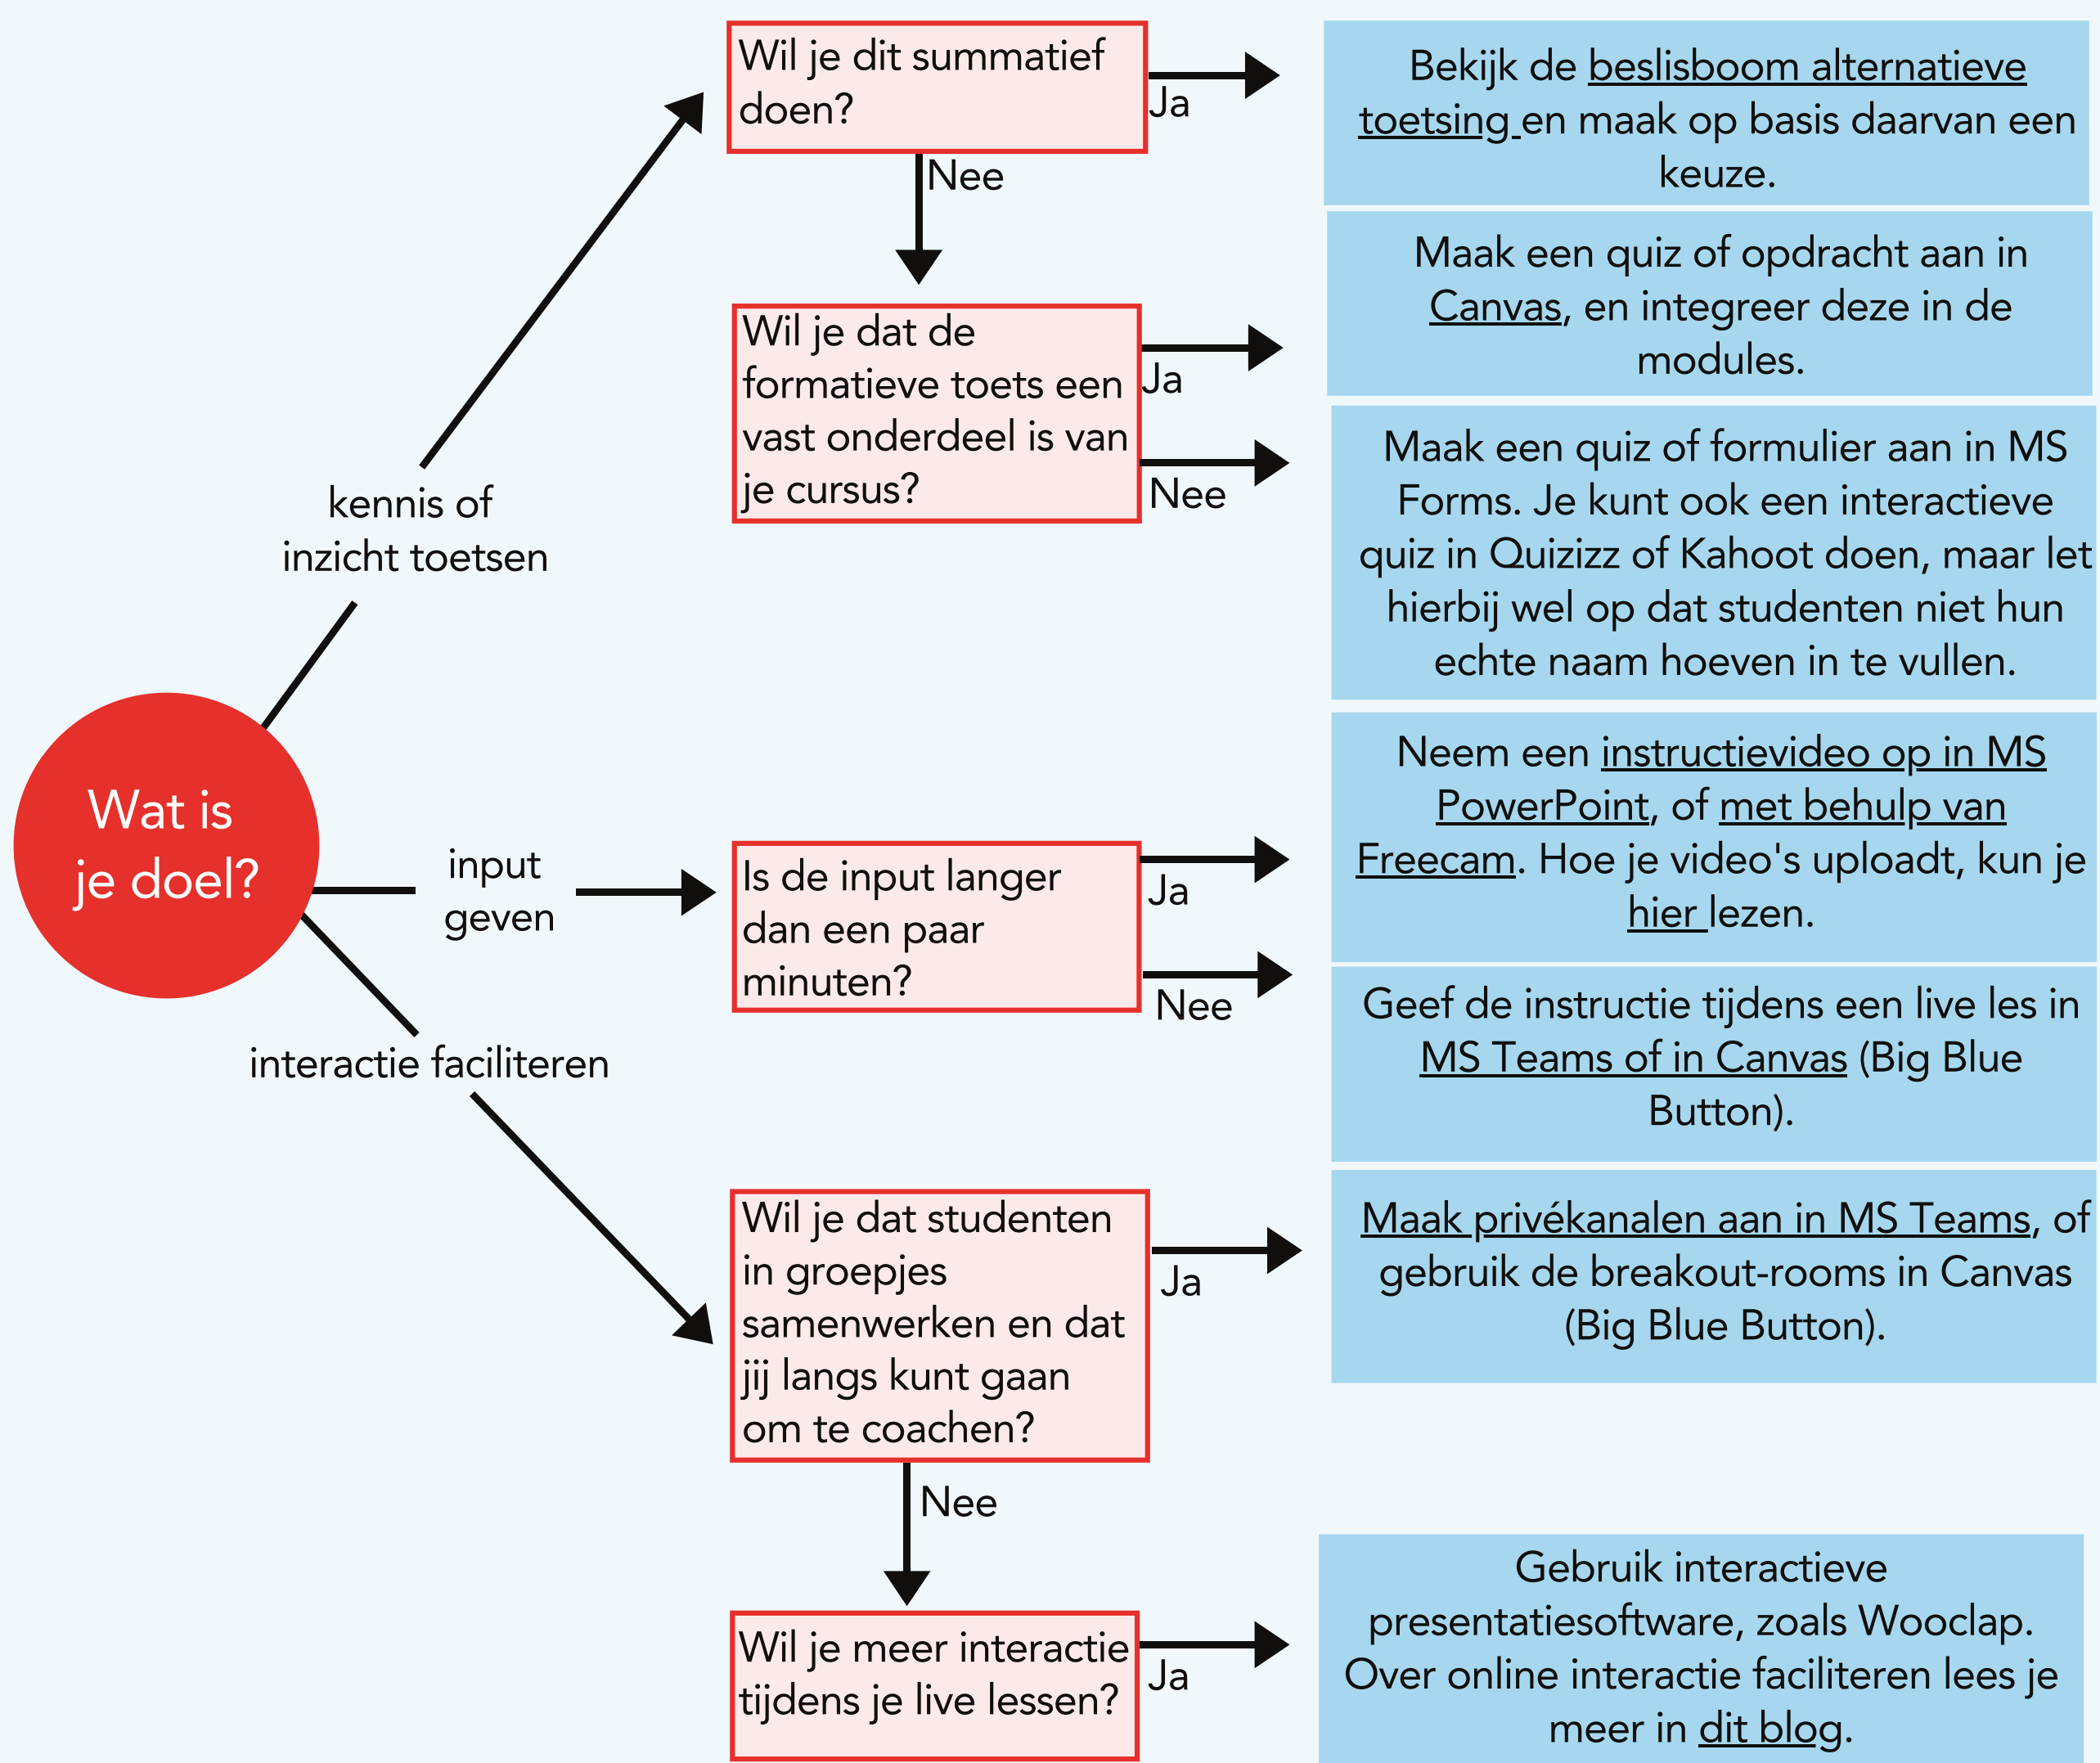 Wat is
je doel?
kennis of
inzicht toetsen
Wil je dit summatief
doen?
Ja
Bekijk de beslisboom alternatieve
toetsing en maak op basis daarvan een
keuze.
Nee
Wil je dat de
formatieve toets een
vast onderdeel is van
je cursus?
Ja
Maak een quiz of opdracht aan in
Canvas, en integreer deze in de
modules.
Nee
Maak een quiz of formulier aan in MS
Forms. Je kunt ook een interactieve
quiz in Quizizz of Kahoot doen, maar let
hierbij wel op dat studenten niet hun
echte naam hoeven in te vullen.
input
geven
Is de input langer
dan een paar
minuten?
Ja
Neem een instructievideo op in MS
PowerPoint, of met behulp van
Freecam. Hoe je video's uploadt, kun je
hier lezen.
Nee
Geef de instructie tijdens een live les in
MS Teams of in Canvas (Big Blue
Button).
interactie faciliteren
Wil je dat studenten
in groepjes
samenwerken en dat
jij langs kunt gaan
om te coachen?
Ja
Maak privékanalen aan in MS Teams, of
gebruik de breakout-rooms in Canvas
(Big Blue Button).
Nee
Wil je meer interactie
tijdens je live lessen?
Ja
Gebruik interactieve
presentatiesoftware, zoals Wooclap.
Over online interactie faciliteren lees je
meer in dit blog.